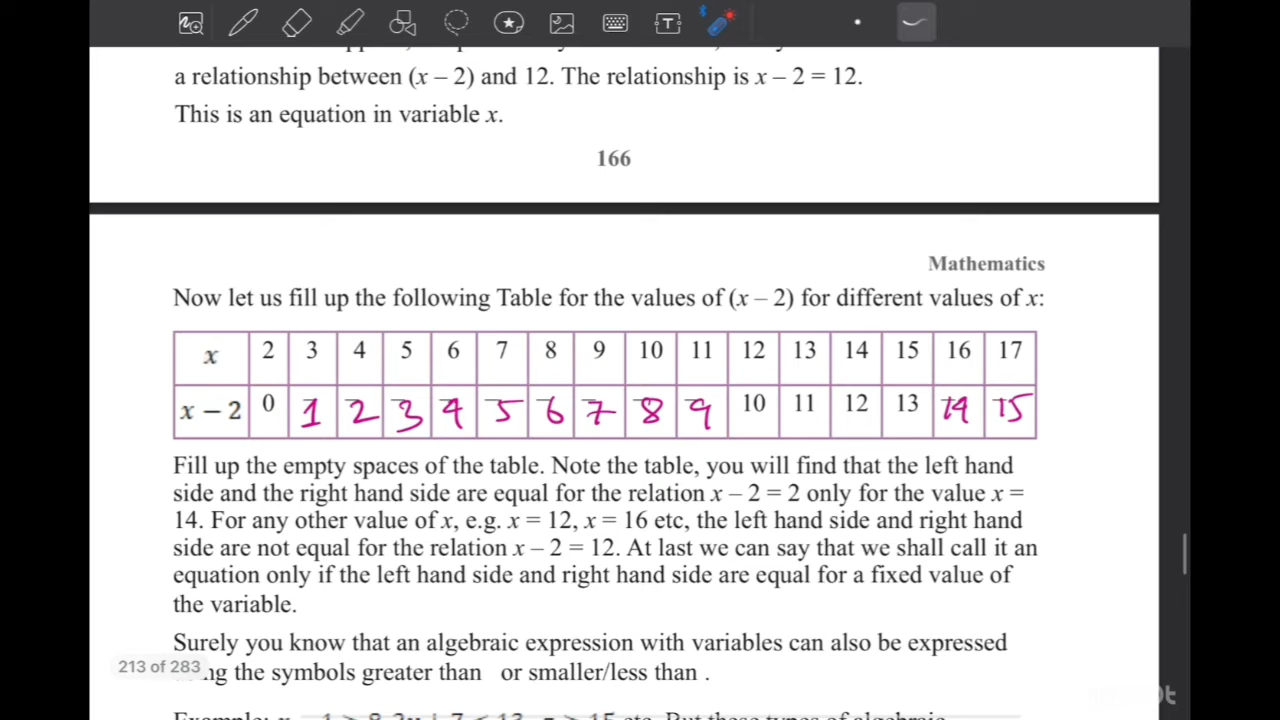 a relationship between (x – 2) and 12. The relationship is x – 2 = 12.
This is an equation in variable x.
166
Mathematics
Now let us fill up the following Table for the values of (x – 2) for different values of x:
x 2 3 4 5 6 7 8 9 10 11 12 13 14 15 16 17
x – 2 0 1 2 3 4 5 6 7 8 9 10 11 12 13 14 15
Fill up the empty spaces of the table. Note the table, you will find that the left hand
side and the right hand side are equal for the relation x – 2 = 2 only for the value x =
14. For any other value of x, e.g. x = 12, x = 16 etc, the left hand side and right hand
side are not equal for the relation x – 2 = 12. At last we can say that we shall call it an
equation only if the left hand side and right hand side are equal for a fixed value of
the variable.
Surely you know that an algebraic expression with variables can also be expressed
213 of 283
the symbols greater than or smaller/less than .
etc. But these types of algebraic